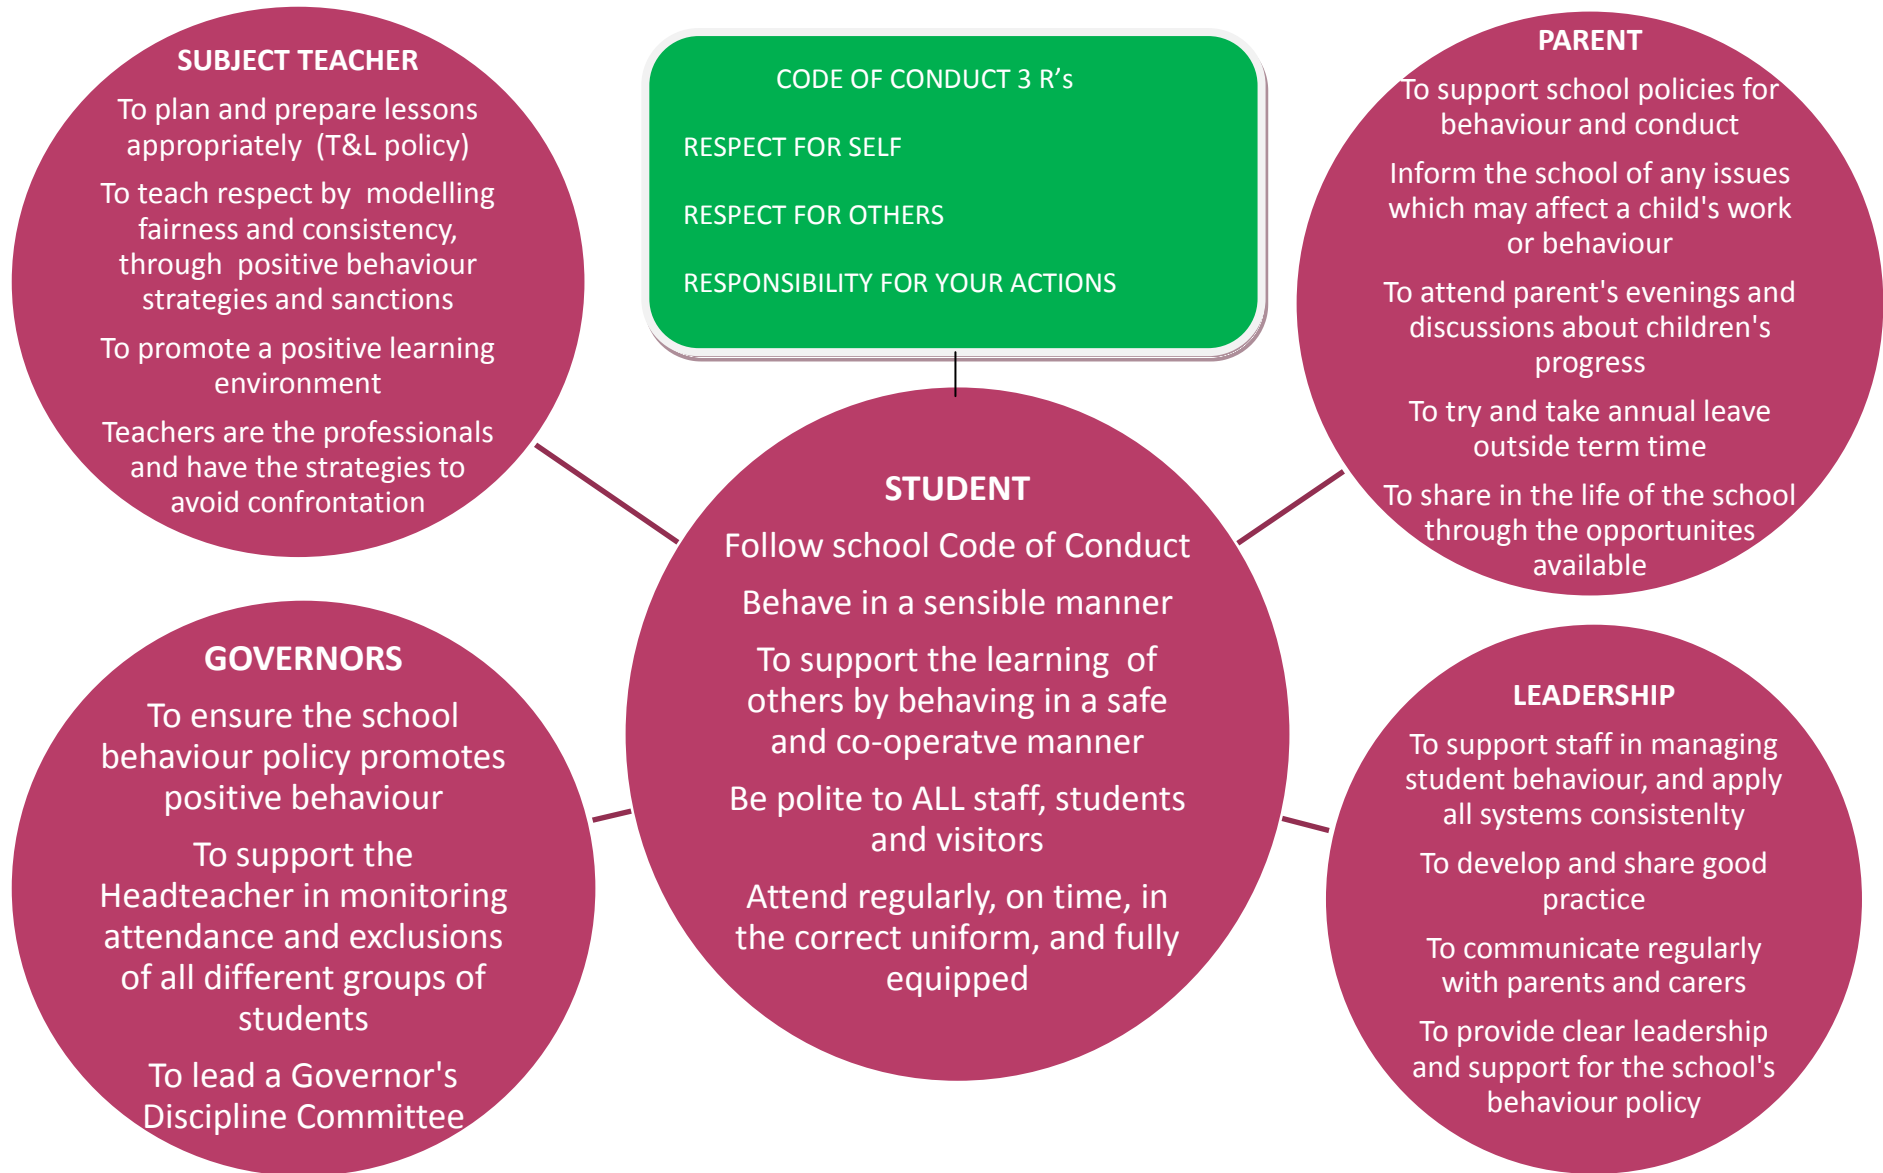 SUBJECT TEACHER
To plan and prepare lessons
appropriately (T&L policy)
To teach respect by modelling
fairness and consistency,
through positive behaviour
strategies and sanctions
To promote a positive learning
environment
Teachers are the professionals
and have the strategies to
avoid confrontation
CODE OF CONDUCT 3 R’s
RESPECT FOR SELF
RESPECT FOR OTHERS
RESPONSIBILITY FOR YOUR ACTIONS
PARENT
To support school policies for
behaviour and conduct
Inform the school of any issues
which may affect a child's work
or behaviour
To attend parent's evenings and
discussions about children's
progress
To try and take annual leave
outside term time
To share in the life of the school
through the opportunites
available
STUDENT
Follow school Code of Conduct
Behave in a sensible manner
To support the learning of
others by behaving in a safe
and co-operatve manner
Be polite to ALL staff, students
and visitors
Attend regularly, on time, in
the correct uniform, and fully
equipped
GOVERNORS
To ensure the school
behaviour policy promotes
positive behaviour
To support the
Headteacher in monitoring
attendance and exclusions
of all different groups of
students
To lead a Governor's
Discipline Committee
LEADERSHIP
To support staff in managing
student behaviour, and apply
all systems consistenlty
To develop and share good
practice
To communicate regularly
with parents and carers
To provide clear leadership
and support for the school's
behaviour policy